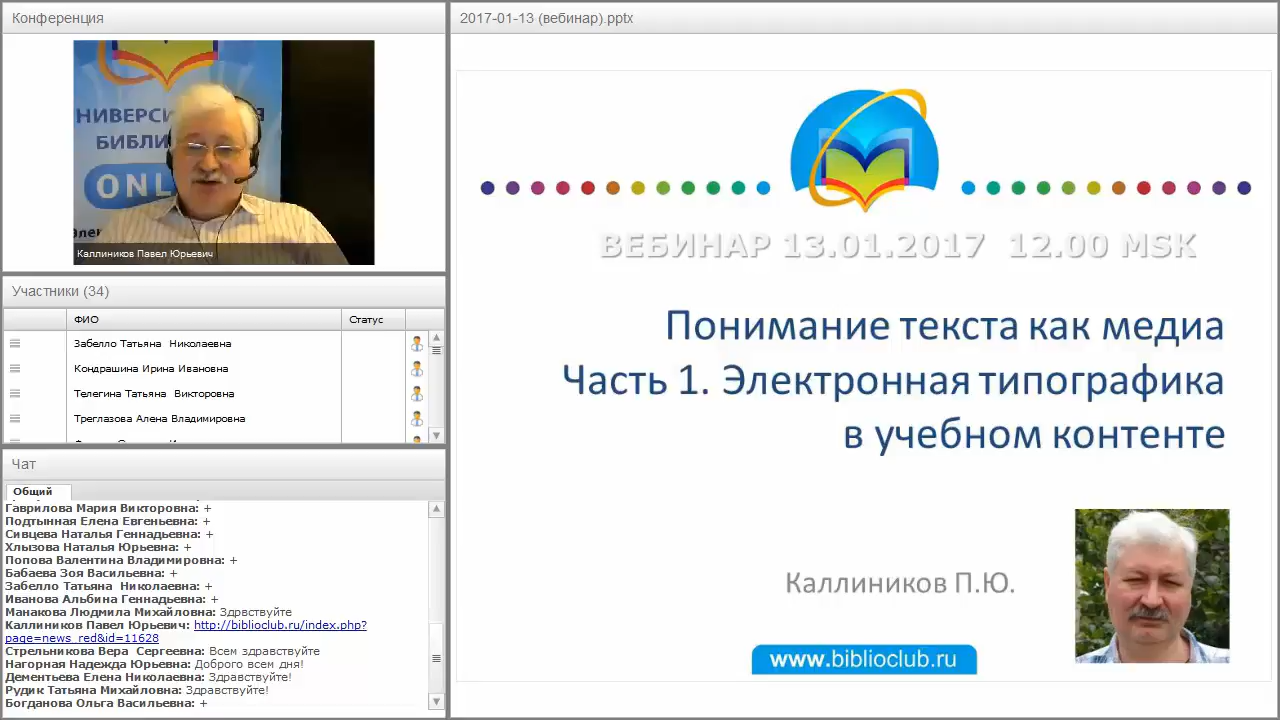 Конференция
НИВЕРСИ
Я
БИБЛИ
ONL
Каллиников Павел Юрьевич
Участники (34)
ФИО
Статус
Забелло Татьяна Николаевна
Кондрашина Ирина Ивановна
Телегина Татьяна Викторовна
Треглазова Алена Владимировна
Чат
Общий
Гаврилова Мария Викторовна: +
Подтынная Елена Евгеньевна: +
Сивцева Наталья Геннадьевна: +
Хлызова Наталья Юрьевна: +
Попова Валентина Владимировна: +
Бабаева Зоя Васильевна: +
Забелло Татьяна Николаевна: +
Иванова Альбина Геннадьевна: +
Манакова Людмила Михайловна: Здравствуйте
Каллиников Павел Юрьевич: http://biblioclub.ru/index.php?
page=news_red&id=11628
Стрельникова Вера Сергеевна: Всем здравствуйте
Нагорная Надежда Юрьевна: Доброго всем дня!
Дементьева Елена Николаевна: Здравствуйте!
Рудик Татьяна Михайловна: Здравствуйте!
Богданова Ольга Васильевна: +
2017-01-13 (вебинар).pptx
ВЕБИНАР 13.01.2017 12.00 MSK
Понимание текста как медиа
Часть 1. Электронная типографика
в учебном контенте
Каллиников П.Ю.
www.biblioclub.ru